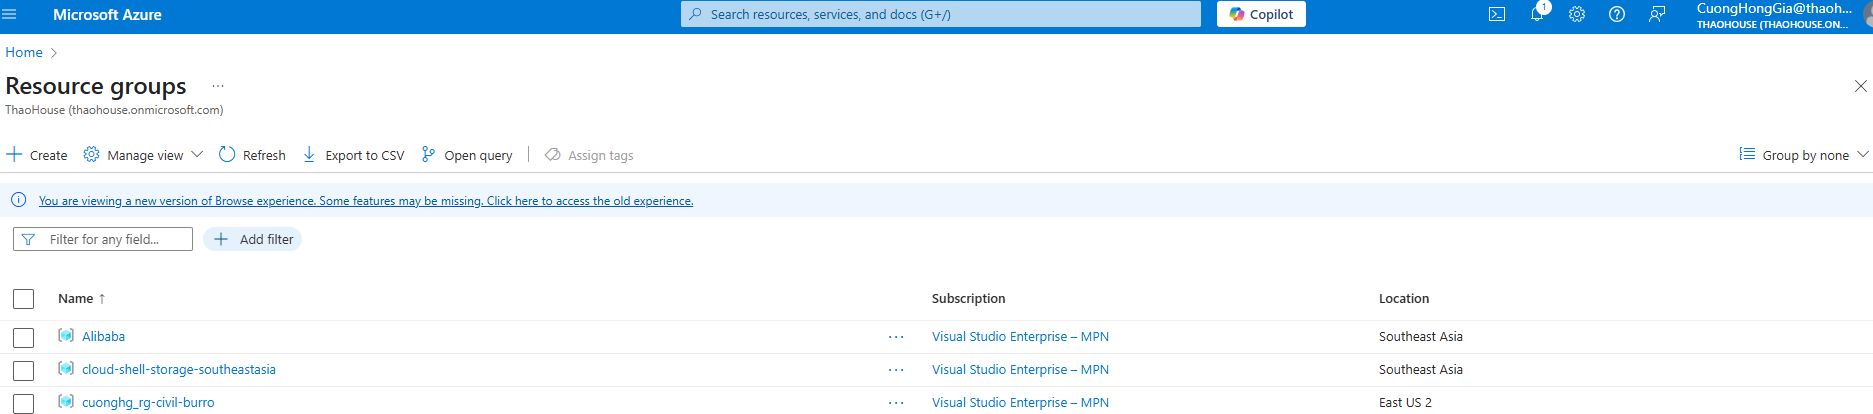 Microsoft Azure
Search resources, services, and docs (G+/)
Copilot
1
CuongHongGia@thaoh...
THAOHOUSE (THAOHOUSE.ON...
Home
Resource groups ...
ThaoHouse (thaohouse.onmicrosoft.com)
Create Manage view Refresh Export to CSV Open query Assign tags Group by none
You are viewing a new version of Browse experience. Some features may be missing. Click here to access the old experience.
Filter for any field... Add filter
Name ↑ Subscription Location
Alibaba ... Visual Studio Enterprise – MPN Southeast Asia
cloud-shell-storage-southeastasia ... Visual Studio Enterprise – MPN Southeast Asia
cuonghg_rg-civil-burro ... Visual Studio Enterprise – MPN East US 2